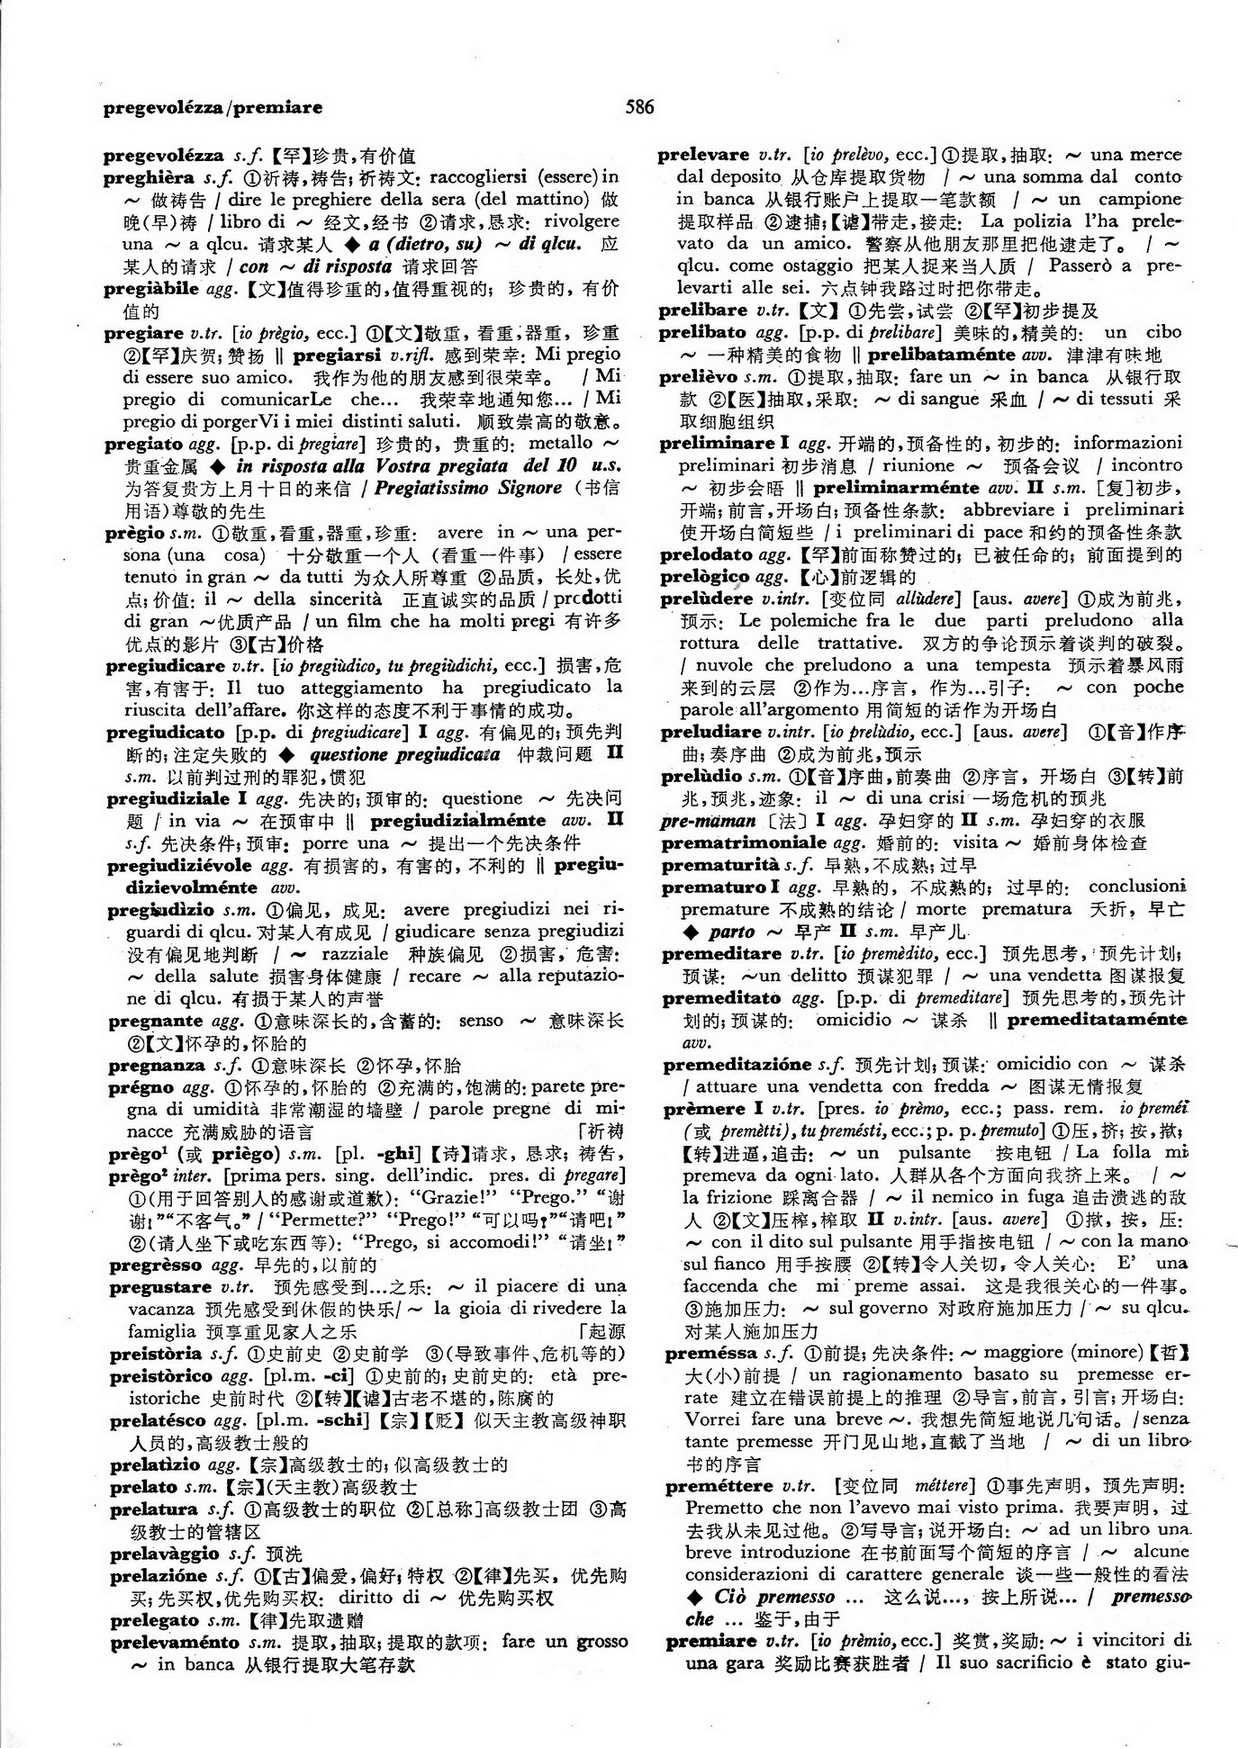 pregevolézza/premiare
586
pregevolézza s.f. 【罕】珍贵,有价值
preghièra s.f. ①祈祷,祷告;祈祷文: raccogliersi (essere) in
～ 做祷告 / dire le preghiere della sera (del mattino) 做
晚(早)祷 / libro di ～ 经文,经书 ②请求,恳求: rivolgere
una ～ a qlcu. 请求某人 ◆ a (dietro, su) ～ di qlcu. 应
某人的请求 / con ～ di risposta 请求回答
pregiàbile agg. 【文】值得珍重的,值得重视的; 珍贵的, 有价
值的
pregiare v.tr. [io prègio, ecc.] ①【文】敬重, 看重,器重, 珍重
②【罕】庆贺;赞扬 ‖ pregiarsi v.rifl. 感到荣幸: Mi pregio
di essere suo amico. 我作为他的朋友感到很荣幸。 / Mi
pregio di comunicarLe che... 我荣幸地通知您... / Mi
pregio di porgerVi i miei distinti saluti. 顺致崇高的敬意。
pregiato agg. [p.p. di pregiare] 珍贵的, 贵重的: metallo ～
贵重金属 ◆ in risposta alla Vostra pregiata del 10 u.s.
为答复贵方上月十日的来信 / Pregiatissimo Signore (书信
用语)尊敬的先生
prègio s.m. ①敬重,看重,器重,珍重: avere in ～ una per-
sona (una cosa) 十分敬重一个人 (看重一件事) / essere
tenuto in gran ～ da tutti 为众人所尊重 ②品质, 长处,优
点;价值: il ～ della sincerità 正直诚实的品质 / prcdotti
di gran ～优质产品 / un film che ha molti pregi 有许多
优点的影片 ③【古】价格
pregiudicare v.tr. [io pregiùdico, tu pregiùdichi, ecc.] 损害,危
害,有害于: Il tuo atteggiamento ha pregiudicato la
riuscita dell'affare. 你这样的态度不利于事情的成功。
pregiudicato [p.p. di pregiudicare] I agg. 有偏见的;预先判
断的;注定失败的 ◆ questione pregiudicata 仲裁问题 II
s.m. 以前判过刑的罪犯,惯犯
pregiudiziale I agg. 先决的;预审的: questione ～ 先决问
题 / in via ～ 在预审中 ‖ pregiudizialménte avv. II
s.f. 先决条件;预审: porre una ～ 提出一个先决条件
pregiudiziévole agg. 有损害的, 有害的, 不利的 ‖ pregiu-
dizievolménte avv.
pregiudìzio s.m. ①偏见, 成见: avere pregiudizi nei ri-
guardi di qlcu. 对某人有成见 / giudicare senza pregiudizi
没有偏见地判断 / ～ razziale 种族偏见 ②损害, 危害:
～ della salute 损害身体健康 / recare ～ alla reputazio-
ne di qlcu. 有损于某人的声誉
pregnante agg. ①意味深长的,含蓄的: senso ～ 意味深长
②【文】怀孕的,怀胎的
pregnanza s.f. ①意味深长 ②怀孕,怀胎
prégno agg. ①怀孕的,怀胎的 ②充满的,饱满的: parete pre-
gna di umidità 非常潮湿的墙壁 / parole pregne di mi-
nacce 充满威胁的语言 「祈祷
prègo¹ (或 priègo) s.m. [pl. -ghi] 【诗】请求, 恳求; 祷告,
prègo² inter. [prima pers. sing. dell'indic. pres. di pregare]
①(用于回答别人的感谢或道歉): “Grazie!” “Prego.” “谢
谢!”“不客气。” / “Permette?” “Prego!” “可以吗?”“请吧!”
②(请人坐下或吃东西等): “Prego, si accomodi!” “请坐!”
pregrèsso agg. 早先的,以前的
pregustare v.tr. 预先感受到...之乐: ～ il piacere di una
vacanza 预先感受到休假的快乐/ ～ la gioia di rivedere la
famiglia 预享重见家人之乐 「起源
preistòria s.f. ①史前史 ②史前学 ③(导致事件、危机等的)
preistòrico agg. [pl.m. -ci] ①史前的;史前史的: età pre-
istoriche 史前时代 ②【转】【谑】古老不堪的,陈腐的
prelatésco agg. [pl.m. -schi] 【宗】【贬】 似天主教高级神职
人员的,高级教士般的
prelatìzio agg. 【宗】高级教士的;似高级教士的
prelato s.m. 【宗】(天主教)高级教士
prelatura s.f. ①高级教士的职位 ②[总称]高级教士团 ③高
级教士的管辖区
prelavàggio s.f. 预洗
prelazióne s.f. ①【古】偏爱,偏好;特权 ②【律】先买, 优先购
买;先买权,优先购买权: diritto di ～ 优先购买权
prelegato s.m. 【律】先取遗赠
prelevaménto s.m. 提取,抽取;提取的款项: fare un grosso
～ in banca 从银行提取大笔存款
prelevare v.tr. [io prelèvo, ecc.] ①提取,抽取: ～ una merce
dal deposito 从仓库提取货物 / ～ una somma dal conto
in banca 从银行账户上提取一笔款额 / ～ un campione
提取样品 ②逮捕;【谑】带走,接走: La polizia l'ha prele-
vato da un amico. 警察从他朋友那里把他逮走了。 / ～
qlcu. come ostaggio 把某人捉来当人质 / Passerò a pre-
levarti alle sei. 六点钟我路过时把你带走。
prelibare v.tr. 【文】 ①先尝,试尝 ②【罕】初步提及
prelibato agg. [p.p. di prelibare] 美味的,精美的: un cibo
～ 一种精美的食物 ‖ prelibataménte avv. 津津有味地
prelièvo s.m. ①提取,抽取: fare un ～ in banca 从银行取
款 ②【医】抽取,采取: ～ di sangue 采血 / ～ di tessuti 采
取细胞组织
preliminare I agg. 开端的,预备性的,初步的: informazioni
preliminari 初步消息 / riunione ～ 预备会议 / incontro
～ 初步会晤 ‖ preliminarménte avv. II s.m. [复]初步,
开端;前言,开场白;预备性条款: abbreviare i preliminari
使开场白简短些 / i preliminari di pace 和约的预备性条款
prelodato agg. 【罕】前面称赞过的; 已被任命的; 前面提到的
prelògico agg. 【心】前逻辑的
prelùdere v.intr. [变位同 allùdere] [aus. avere] ①成为前兆,
预示: Le polemiche fra le due parti preludono alla
rottura delle trattative. 双方的争论预示着谈判的破裂。
/ nuvole che preludono a una tempesta 预示着暴风雨
来到的云层 ②作为...序言, 作为...引子: ～ con poche
parole all'argomento 用简短的话作为开场白
preludiare v.intr. [io prelùdio, ecc.] [aus. avere] ①【音】作序
曲;奏序曲 ②成为前兆,预示
prelùdio s.m. ①【音】序曲,前奏曲 ②序言, 开场白 ③【转】前
兆,预兆,迹象: il ～ di una crisi 一场危机的预兆
pre-maman 〔法〕 I agg. 孕妇穿的 II s.m. 孕妇穿的衣服
prematrimoniale agg. 婚前的: visita ～ 婚前身体检查
prematurità s.f. 早熟,不成熟;过早
prematuro I agg. 早熟的, 不成熟的; 过早的: conclusioni
premature 不成熟的结论 / morte prematura 夭折, 早亡
◆ parto ～ 早产 II s.m. 早产儿
premeditare v.tr. [io premèdito, ecc.] 预先思考, 预先计划;
预谋: ～un delitto 预谋犯罪 / ～ una vendetta 图谋报复
premeditato agg. [p.p. di premeditare] 预先思考的,预先计
划的;预谋的: omicidio ～ 谋杀 ‖ premeditataménte
avv.
premeditazióne s.f. 预先计划;预谋: omicidio con ～ 谋杀
/ attuare una vendetta con fredda ～ 图谋无情报复
prèmere I v.tr. [pres. io prèmo, ecc.; pass. rem. io preméi
(或 premètti), tu premésti, ecc.; p. p. premuto] ①压,挤;按,揿;
【转】进逼,追击: ～ un pulsante 按电钮 / La folla mi
premeva da ogni lato. 人群从各个方面向我挤上来。 / ～
la frizione 踩离合器 / ～ il nemico in fuga 追击溃逃的敌
人 ②【文】压榨,榨取 II v.intr. [aus. avere] ①揿, 按, 压:
～ con il dito sul pulsante 用手指按电钮 / ～ con la mano
sul fianco 用手按腰 ②【转】令人关切,令人关心: E' una
faccenda che mi preme assai. 这是我很关心的一件事。
③施加压力: ～ sul governo 对政府施加压力 / ～ su qlcu.
对某人施加压力
preméssa s.f. ①前提;先决条件: ～ maggiore (minore) 【哲】
大(小)前提 / un ragionamento basato su premesse er-
rate 建立在错误前提上的推理 ②导言,前言, 引言;开场白:
Vorrei fare una breve ～. 我想先简短地说几句话。 / senza
tante premesse 开门见山地,直截了当地 / ～ di un libro
书的序言
preméttere v.tr. [变位同 méttere] ①事先声明, 预先声明:
Premetto che non l'avevo mai visto prima. 我要声明, 过
去我从未见过他。②写导言;说开场白: ～ ad un libro una
breve introduzione 在书前面写个简短的序言 / ～ alcune
considerazioni di carattere generale 谈一些一般性的看法
◆ Ciò premesso ... 这么说..., 按上所说... / premesso
che ... 鉴于,由于
premiare v.tr. [io prèmio, ecc.] 奖赏,奖励: ～ i vincitori di
una gara 奖励比赛获胜者 / Il suo sacrificio è stato giu-